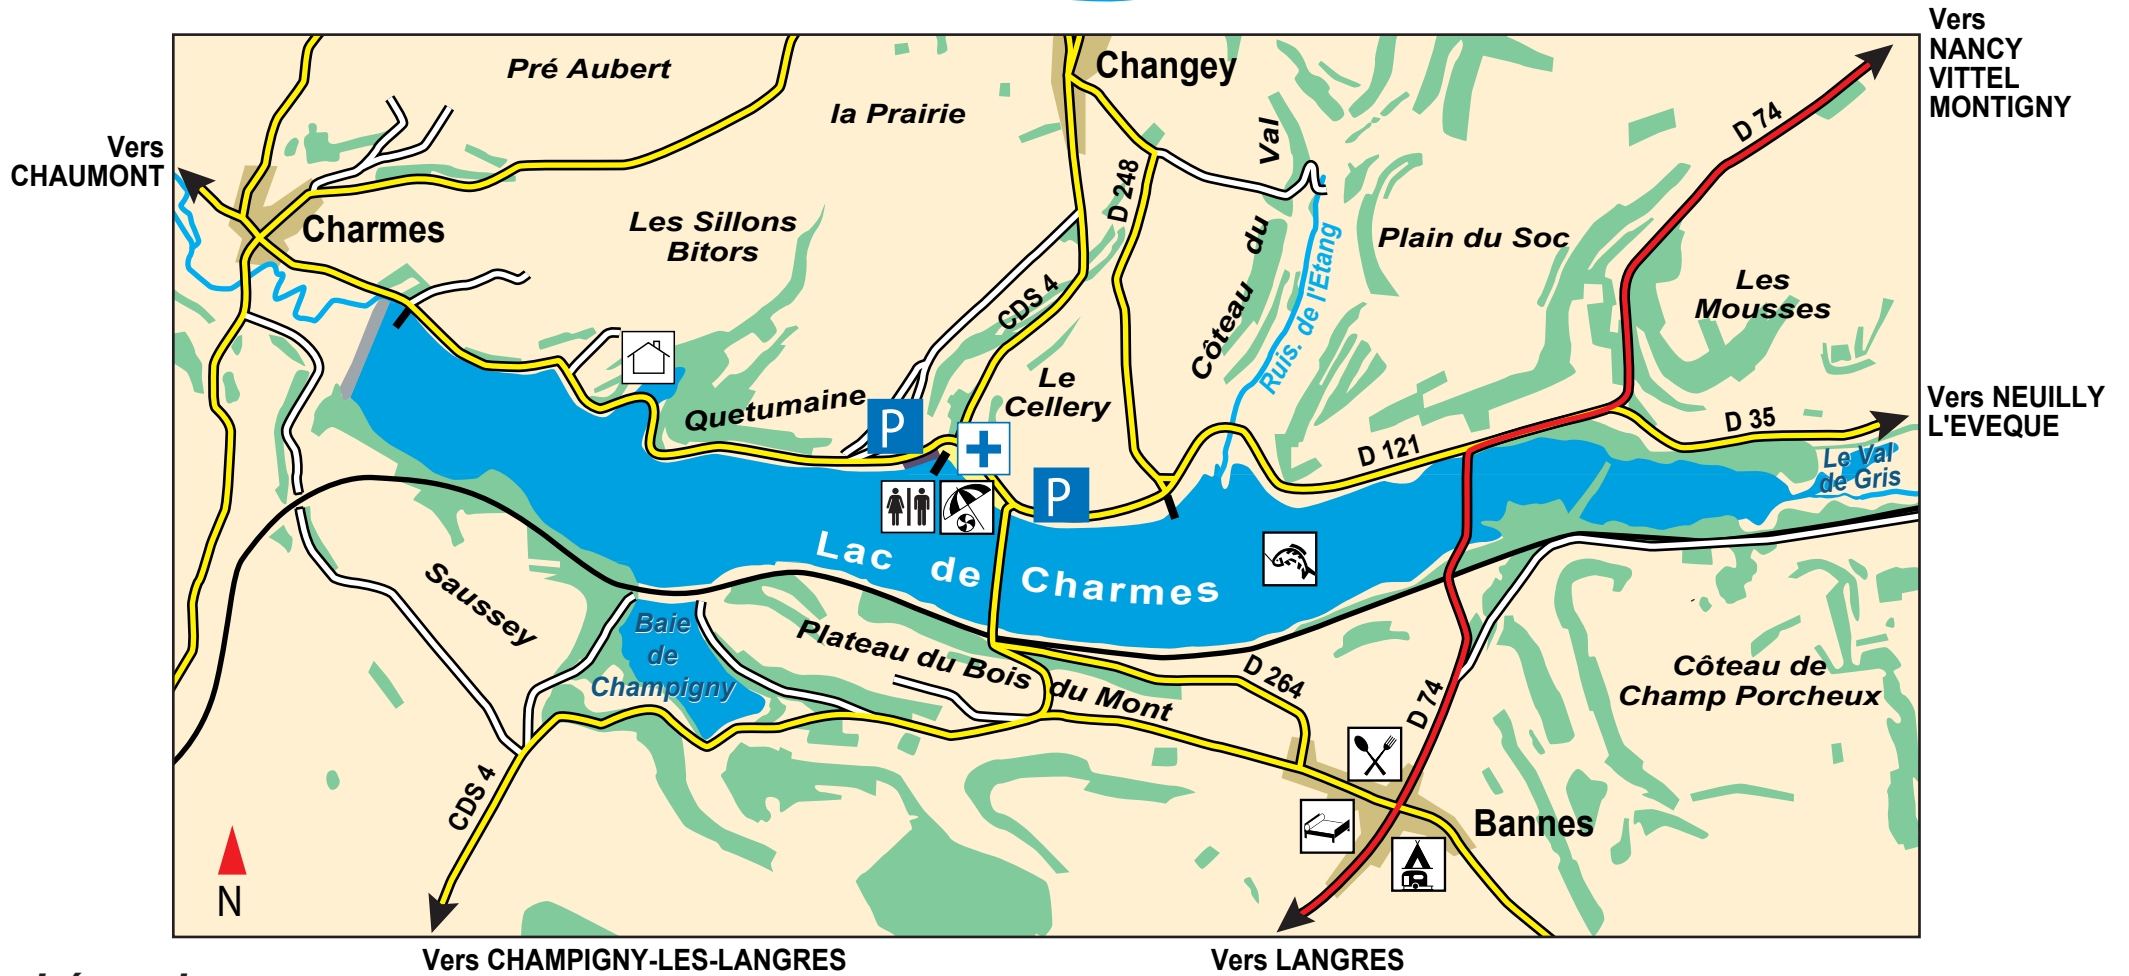 Vers
NANCY
VITTEL
MONTIGNY
Vers
CHAUMONT
Pré Aubert
la Prairie
Changey
Val
D 74
D 248
Charmes
Les Sillons
Bitors
Côteau du
Ruis. de l'Etang
Plain du Soc
Les
Mousses
CDS 4
Quetumaine
P
Le
Cellery
D 121
D 35
Vers NEUILLY
L'EVEQUE
Le Val
de Gris
P
Lac de Charmes
Saussey
Baie
de
Champigny
Plateau du Bois du Mont
D 264
D 74
Côteau de
Champ Porcheux
CDS 4
Bannes
N
Vers CHAMPIGNY-LES-LANGRES
Vers LANGRES